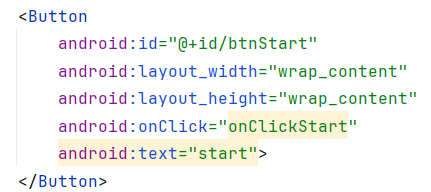 <Button
android:id="@+id/btnStart"
android:layout_width="wrap_content"
android:layout_height="wrap_content"
android:onClick="onClickStart"
android:text="start">
</Button>